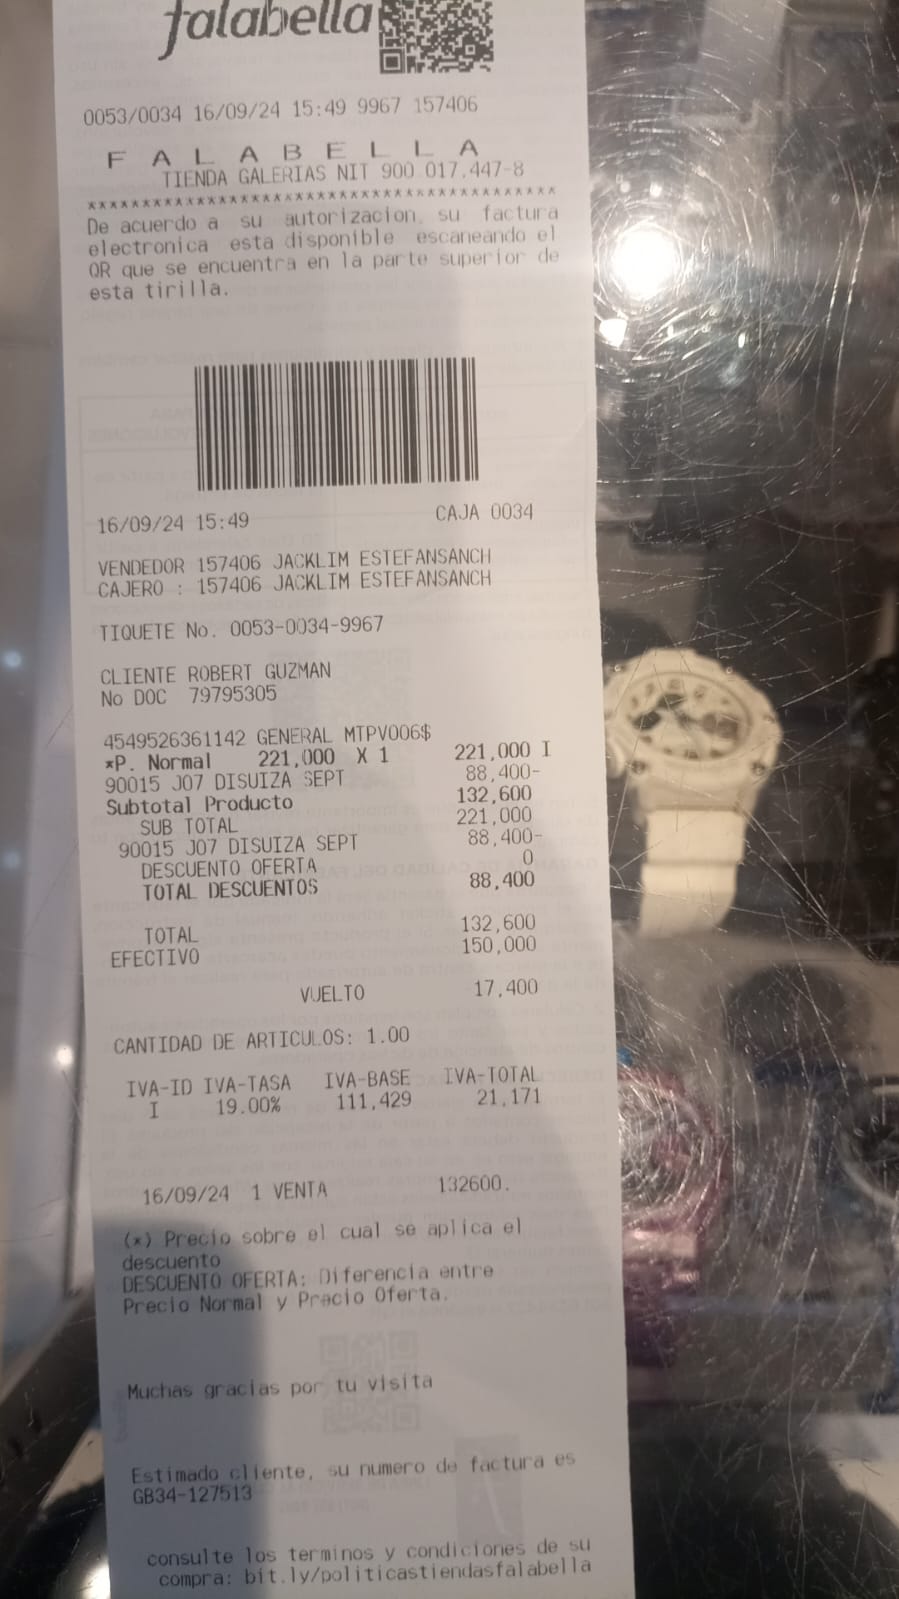 falabella
0053/0034 16/09/24 15:49 9967 157406
F A L A B E L L A
TIENDA GALERIAS NIT 900.017.447-8
*******************************************
De acuerdo a su autorizacion, su factura
electronica esta disponible escaneando el
QR que se encuentra en la parte superior de
esta tirilla.
16/09/24 15:49 CAJA 0034
VENDEDOR 157406 JACKLIM ESTEFANSANCH
CAJERO : 157406 JACKLIM ESTEFANSANCH
TIQUETE No. 0053-0034-9967
CLIENTE ROBERT GUZMAN
No DOC 79795305
4549526361142 GENERAL MTPV006$
*P. Normal 221,000 X 1 221,000 I
90015 J07 DISUIZA SEPT 88,400-
Subtotal Producto 132,600
SUB TOTAL 221,000
90015 J07 DISUIZA SEPT 88,400-
DESCUENTO OFERTA 0
TOTAL DESCUENTOS 88,400
TOTAL 132,600
EFECTIVO 150,000
VUELTO 17,400
CANTIDAD DE ARTICULOS: 1.00
IVA-ID IVA-TASA IVA-BASE IVA-TOTAL
I 19.00% 111,429 21,171
16/09/24 1 VENTA 132600.
(*) Precio sobre el cual se aplica el
descuento
DESCUENTO OFERTA: Diferencia entre
Precio Normal y Precio Oferta.
Muchas gracias por tu visita
Estimado cliente, su numero de factura es
GB34-127513
consulte los terminos y condiciones de su
compra: bit.ly/politicastiendasfalabella